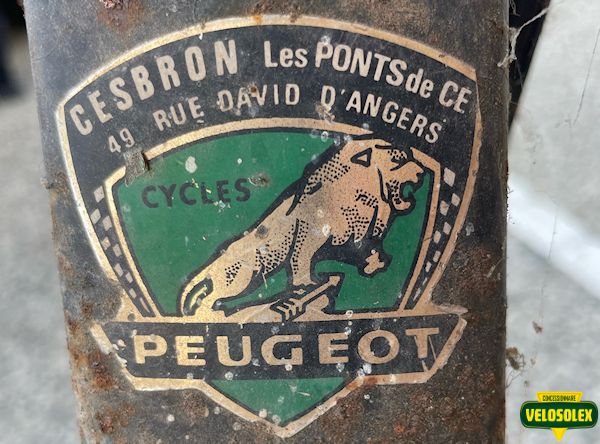 CESBRON Les PONTS de CE
49 RUE DAVID D'ANGERS
CYCLES
PEUGEOT
CONCESSIONNAIRE
VELOSOLEX